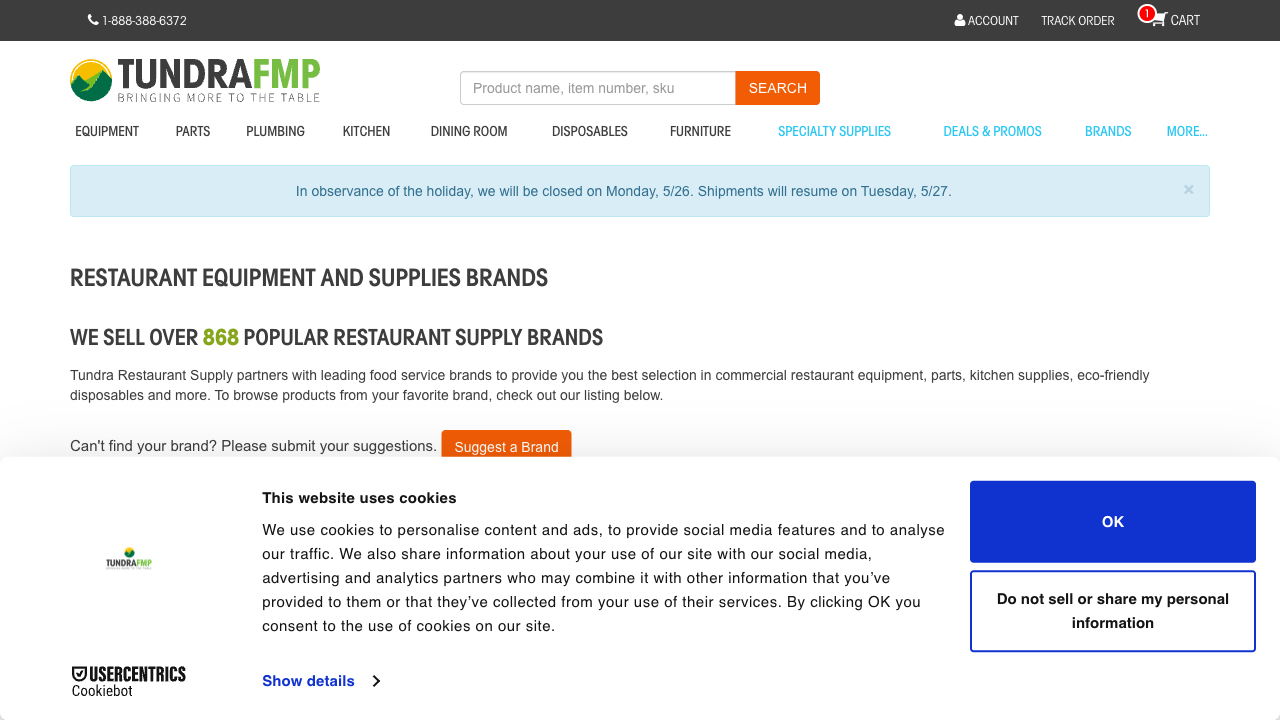 1-888-388-6372
ACCOUNT
TRACK ORDER
1
CART
TUNDRAFMP
BRINGING MORE TO THE TABLE
Product name, item number, sku
SEARCH
EQUIPMENT
PARTS
PLUMBING
KITCHEN
DINING ROOM
DISPOSABLES
FURNITURE
SPECIALTY SUPPLIES
DEALS & PROMOS
BRANDS
MORE...
In observance of the holiday, we will be closed on Monday, 5/26. Shipments will resume on Tuesday, 5/27.
×
RESTAURANT EQUIPMENT AND SUPPLIES BRANDS
WE SELL OVER 868 POPULAR RESTAURANT SUPPLY BRANDS
Tundra Restaurant Supply partners with leading food service brands to provide you the best selection in commercial restaurant equipment, parts, kitchen supplies, eco-friendly
disposables and more. To browse products from your favorite brand, check out our listing below.
Can't find your brand? Please submit your suggestions.
Suggest a Brand
TUNDRAFMP
BRINGING MORE TO THE TABLE
USERCENTRICS
Cookiebot
This website uses cookies
We use cookies to personalise content and ads, to provide social media features and to analyse
our traffic. We also share information about your use of our site with our social media,
advertising and analytics partners who may combine it with other information that you’ve
provided to them or that they’ve collected from your use of their services. By clicking OK you
consent to the use of cookies on our site.
Show details
OK
Do not sell or share my personal
information